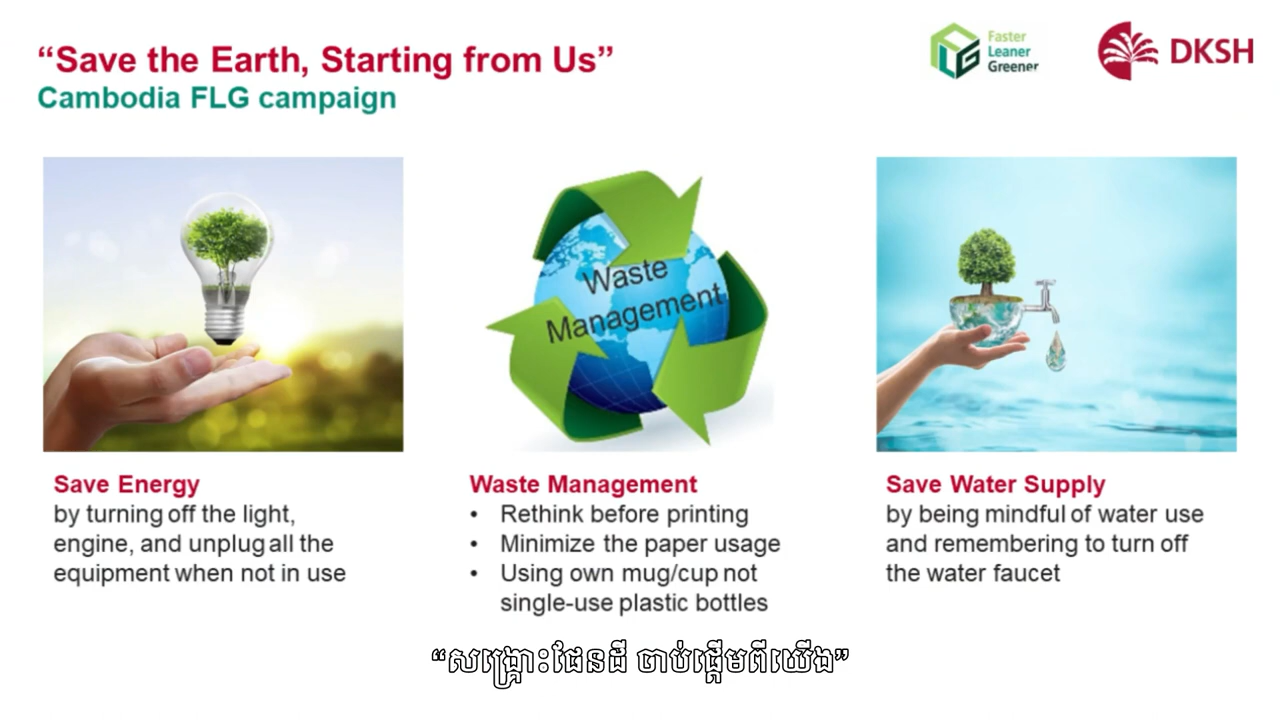 “Save the Earth, Starting from Us”
Cambodia FLG campaign
Faster
Leaner
Greener
DKSH
Waste
Management
Save Energy
by turning off the light,
engine, and unplug all the
equipment when not in use
Waste Management
• Rethink before printing
• Minimize the paper usage
• Using own mug/cup not
single-use plastic bottles
Save Water Supply
by being mindful of water use
and remembering to turn off
the water faucet
“សង្គ្រោះផែនដី ចាប់ផ្តើមពីយើង”